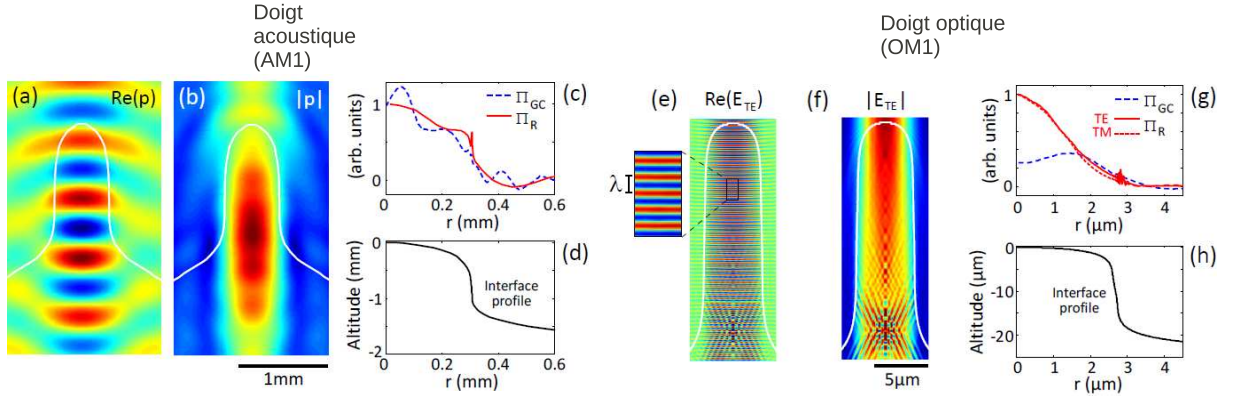 Doigt
acoustique
(AM1)
Doigt optique
(OM1)
(a)
Re(p)
(b)
|p|
(c)
Π_GC
Π_R
(arb. units)
1
0
0
0.2
0.4
0.6
r (mm)
(d)
Altitude (mm)
0
-1
-2
Interface
profile
0
0.2
0.4
0.6
r (mm)
1mm
(e)
Re(E_TE)
λ
(f)
|E_TE|
5μm
(g)
Π_GC
TE
TM
Π_R
(arb. units)
1
0
0
1
2
3
4
r (μm)
(h)
Altitude (μm)
0
-10
-20
Interface
profile
0
1
2
3
4
r (μm)